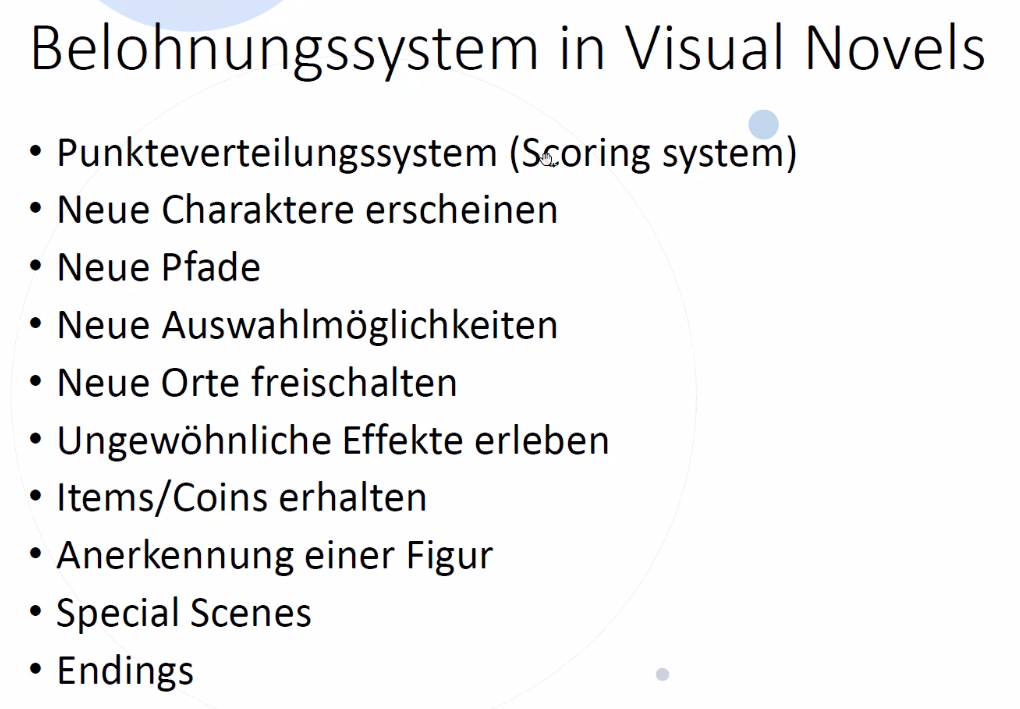 Belohnungssystem in Visual Novels
• Punkteverteilungssystem (Scoring system)
• Neue Charaktere erscheinen
• Neue Pfade
• Neue Auswahlmöglichkeiten
• Neue Orte freischalten
• Ungewöhnliche Effekte erleben
• Items/Coins erhalten
• Anerkennung einer Figur
• Special Scenes
• Endings